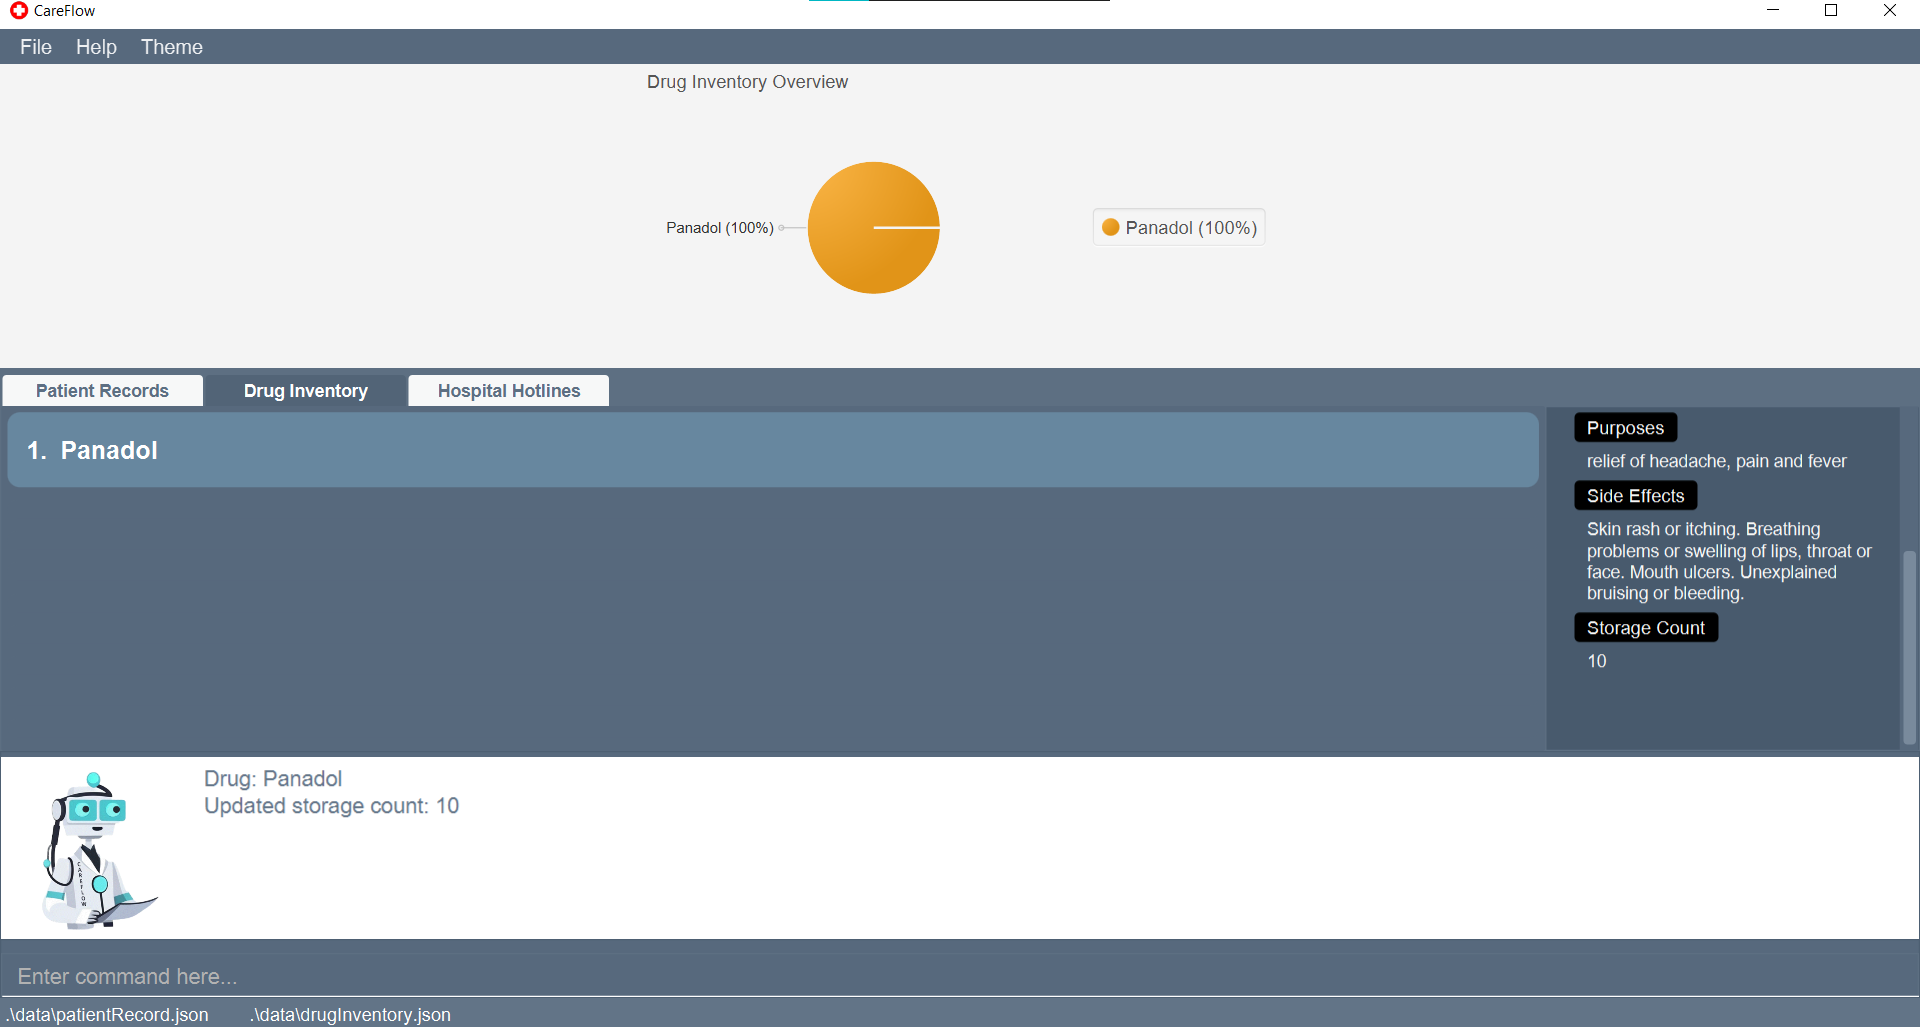 CareFlow
File Help Theme
Drug Inventory Overview
Panadol (100%)
Panadol (100%)
Patient Records
Drug Inventory
Hospital Hotlines
1. Panadol
Purposes
relief of headache, pain and fever
Side Effects
Skin rash or itching. Breathing
problems or swelling of lips, throat or
face. Mouth ulcers. Unexplained
bruising or bleeding.
Storage Count
10
Drug: Panadol
Updated storage count: 10
CAREFLOW
Enter command here...
.\data\patientRecord.json
.\data\drugInventory.json